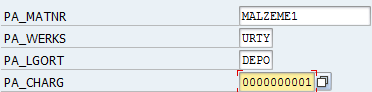 PA_MATNR MALZEME1
PA_WERKS URTY
PA_LGORT DEPO
PA_CHARG 0000000001